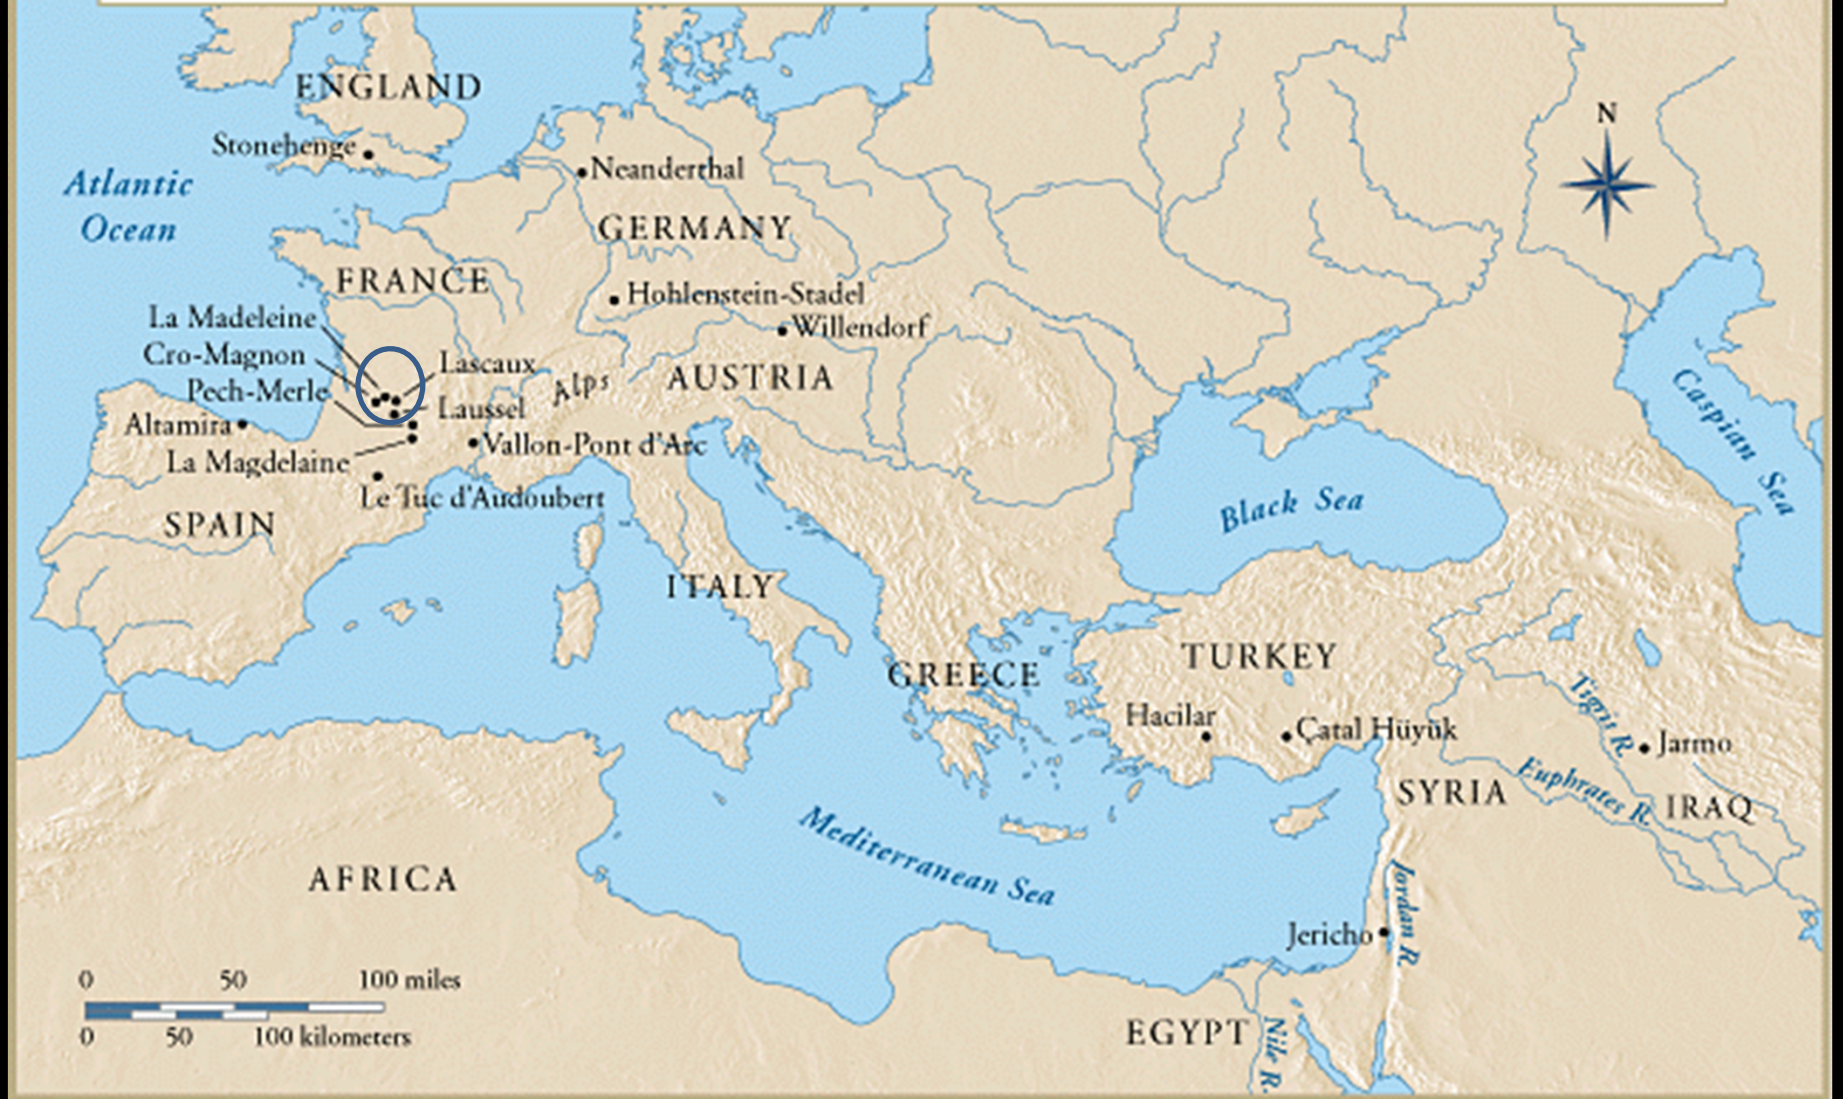 ENGLAND
N
Stonehenge
Neanderthal
Atlantic
Ocean
GERMANY
FRANCE
Hohlenstein-Stadel
La Madeleine
Willendorf
Cro-Magnon
Lascaux
Alps
AUSTRIA
Pech-Merle
Laussel
Caspian Sea
Altamira
Vallon-Pont d'Arc
La Magdelaine
Le Tuc d'Audoubert
Black Sea
SPAIN
ITALY
TURKEY
GREECE
Hacilar
Çatal Hüyük
Tigrit R.
Jarmo
Euphrates R.
SYRIA
IRAQ
Mediterranean Sea
AFRICA
Jordan R.
Jericho
0 50 100 miles
0 50 100 kilometers
EGYPT
Nile R.